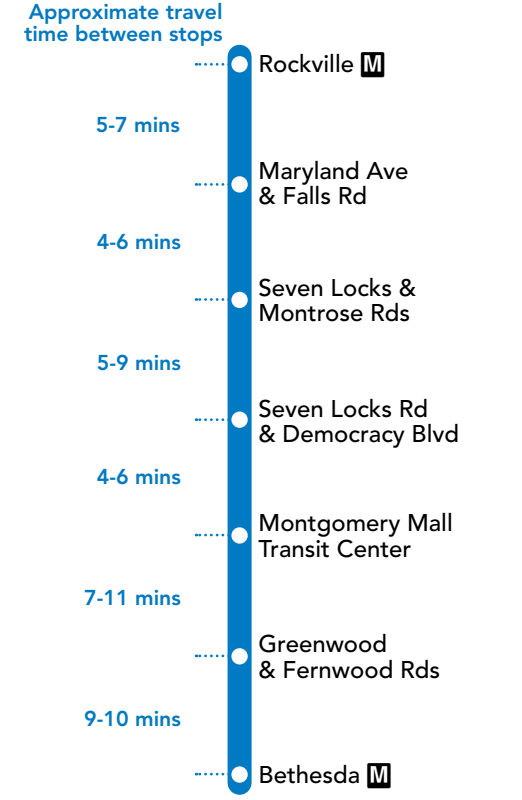 Approximate travel
time between stops
Rockville M
5-7 mins
Maryland Ave
& Falls Rd
4-6 mins
Seven Locks &
Montrose Rds
5-9 mins
Seven Locks Rd
& Democracy Blvd
4-6 mins
Montgomery Mall
Transit Center
7-11 mins
Greenwood
& Fernwood Rds
9-10 mins
Bethesda M